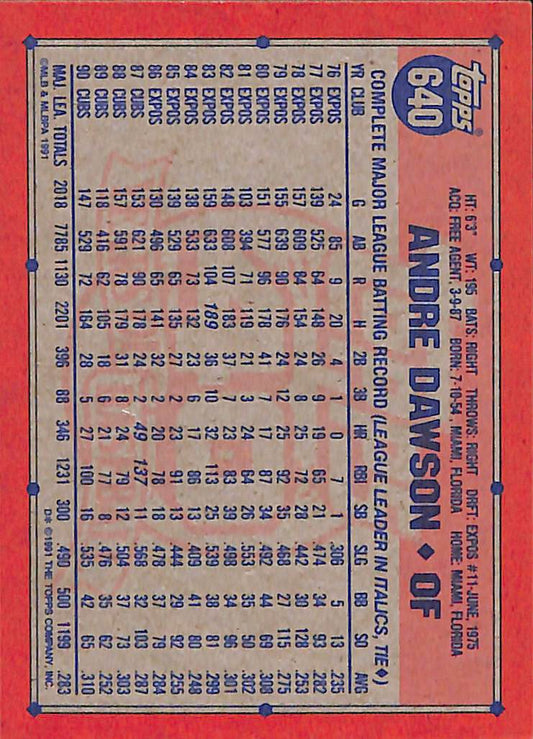 topps®
640
HT: 6'3" WT: 195 BATS: RIGHT THROWS: RIGHT DRAFT: EXPOS #11-JUNE, 1975
ACQ: FREE AGENT, 3-9-87 BORN: 7-10-54, MIAMI, FLORIDA HOME: MIAMI, FLORIDA
ANDRE DAWSON ♦ OF
COMPLETE MAJOR LEAGUE BATTING RECORD (LEAGUE LEADER IN ITALICS, TIE♦)
YR CLUB G AB R H 2B 3B HR RBI SB SLG BB SO AVG
76 EXPOS 24 85 9 20 4 1 0 7 1 .306 5 13 .235
77 EXPOS 139 525 64 148 26 9 19 65 21 .474 34 93 .282
78 EXPOS 157 609 84 154 24 8 25 72 28 .442 30 128 .253
79 EXPOS 155 639 90 176 24 12 25 92 35 .468 27 115 .275
80 EXPOS 151 577 96 178 41 7 17 87 34 .492 44 69 .308
81 EXPOS 103 394 71 119 21 3 24 64 26 .553 35 50 .302
82 EXPOS 148 608 107 183 37 7 23 83 39 .498 34 96 .301
83 EXPOS 159 633 104 189 36 10 32 113 25 .539 38 81 .299
84 EXPOS 138 533 73 132 23 6 17 86 13 .409 41 80 .248
85 EXPOS 139 529 65 135 27 2 23 91 13 .444 29 92 .255
86 EXPOS 130 496 65 141 32 2 20 78 18 .478 37 79 .284
87 CUBS 153 621 90 178 24 2 49 137 11 .568 32 103 .287
88 CUBS 157 591 78 179 31 8 24 79 12 .504 37 73 .303
89 CUBS 118 416 62 105 18 6 21 77 8 .476 35 62 .252
90 CUBS 147 529 72 164 28 5 27 100 16 .535 42 65 .310
MAJ. LEA. TOTALS 2018 7785 1130 2201 396 88 346 1231 300 .490 500 1199 .283
©MLB & MLBPA 1991 D* ©1991 THE TOPPS COMPANY, INC.